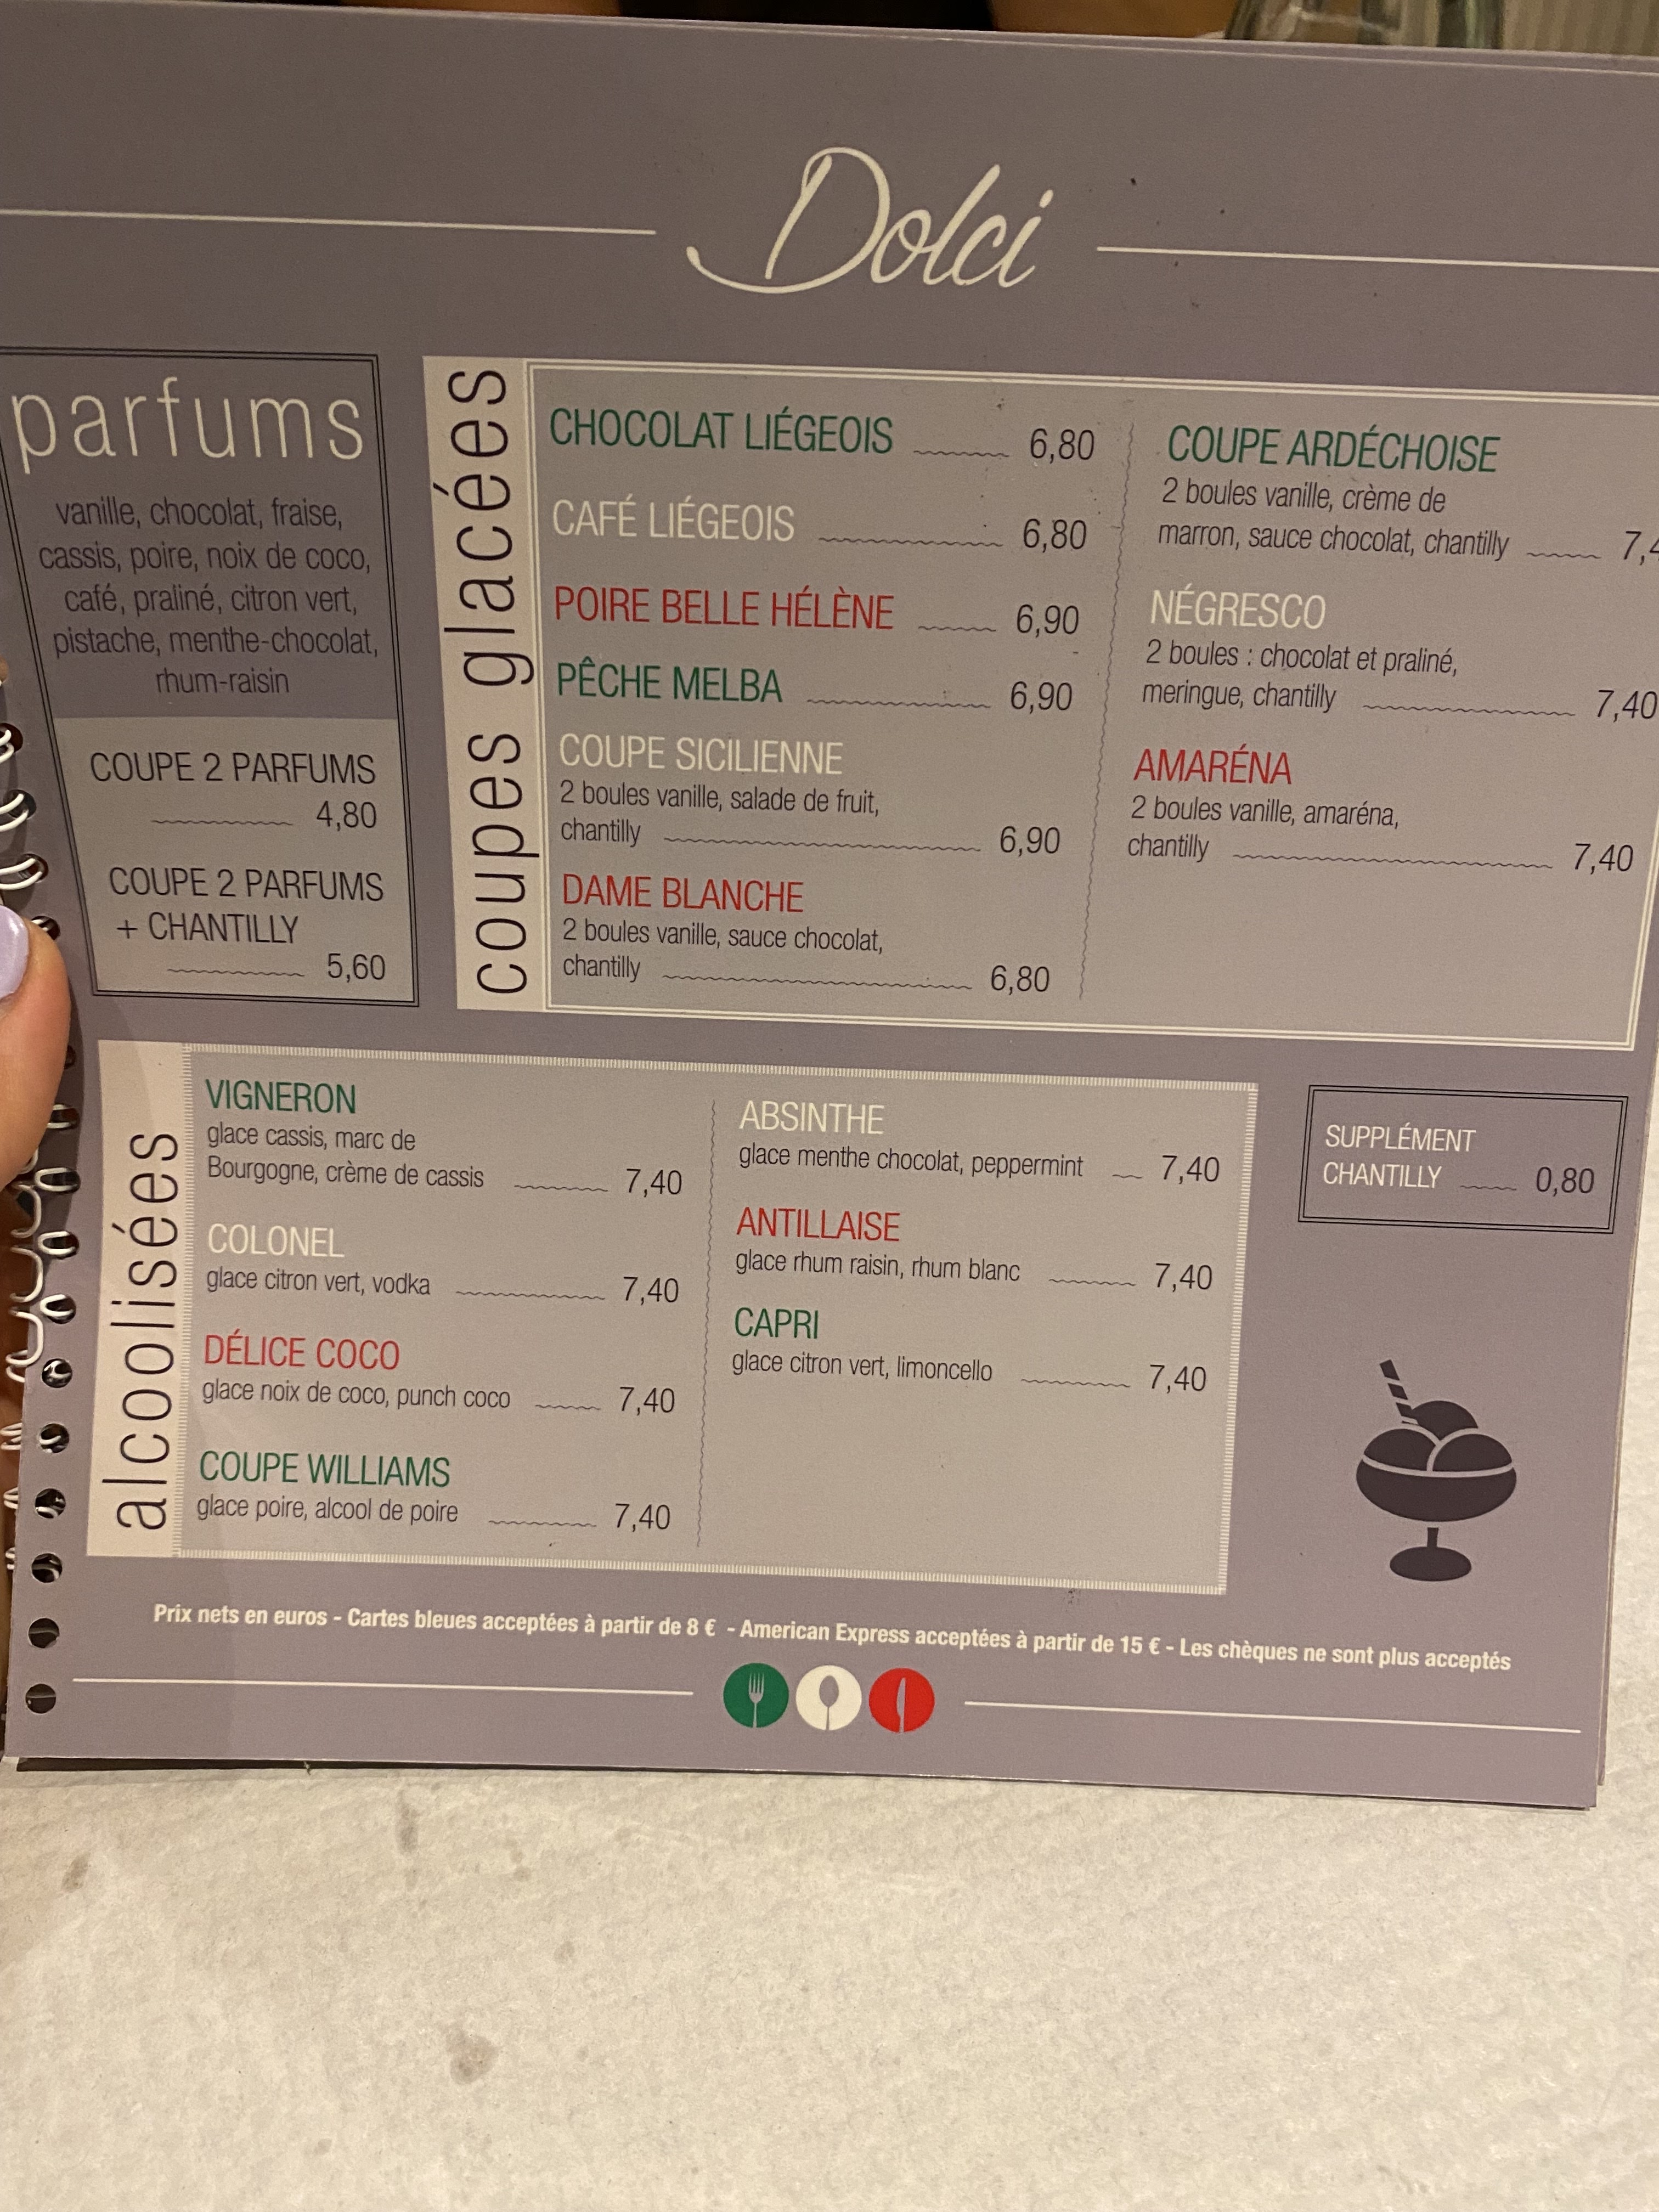 Dolci
parfums
vanille, chocolat, fraise,
cassis, poire, noix de coco,
café, praliné, citron vert,
pistache, menthe-chocolat,
rhum-raisin
COUPE 2 PARFUMS
4,80
COUPE 2 PARFUMS
+ CHANTILLY
5,60
coupes glacées
CHOCOLAT LIÉGEOIS 6,80
CAFÉ LIÉGEOIS 6,80
POIRE BELLE HÉLÈNE 6,90
PÊCHE MELBA 6,90
COUPE SICILIENNE
2 boules vanille, salade de fruit,
chantilly 6,90
DAME BLANCHE
2 boules vanille, sauce chocolat,
chantilly 6,80
COUPE ARDÉCHOISE
2 boules vanille, crème de
marron, sauce chocolat, chantilly 7,4
NÉGRESCO
2 boules : chocolat et praliné,
meringue, chantilly 7,40
AMARÉNA
2 boules vanille, amaréna,
chantilly 7,40
alcoolisées
VIGNERON
glace cassis, marc de
Bourgogne, crème de cassis 7,40
COLONEL
glace citron vert, vodka 7,40
DÉLICE COCO
glace noix de coco, punch coco 7,40
COUPE WILLIAMS
glace poire, alcool de poire 7,40
ABSINTHE
glace menthe chocolat, peppermint 7,40
ANTILLAISE
glace rhum raisin, rhum blanc 7,40
CAPRI
glace citron vert, limoncello 7,40
SUPPLÉMENT
CHANTILLY 0,80
Prix nets en euros - Cartes bleues acceptées à partir de 8 € - American Express acceptées à partir de 15 € - Les chèques ne sont plus acceptés